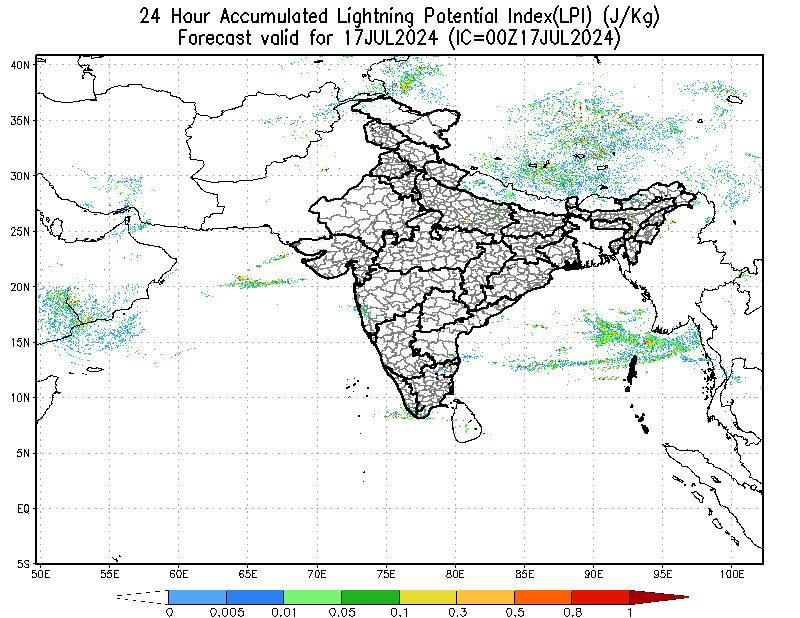 24 Hour Accumulated Lightning Potential Index(LPI) (J/Kg)
Forecast valid for 17JUL2024 (IC=00Z17JUL2024)
40N
35N
30N
25N
20N
15N
10N
5N
EQ
5S
50E 55E 60E 65E 70E 75E 80E 85E 90E 95E 100E
0 0.005 0.01 0.05 0.1 0.3 0.5 0.8 1